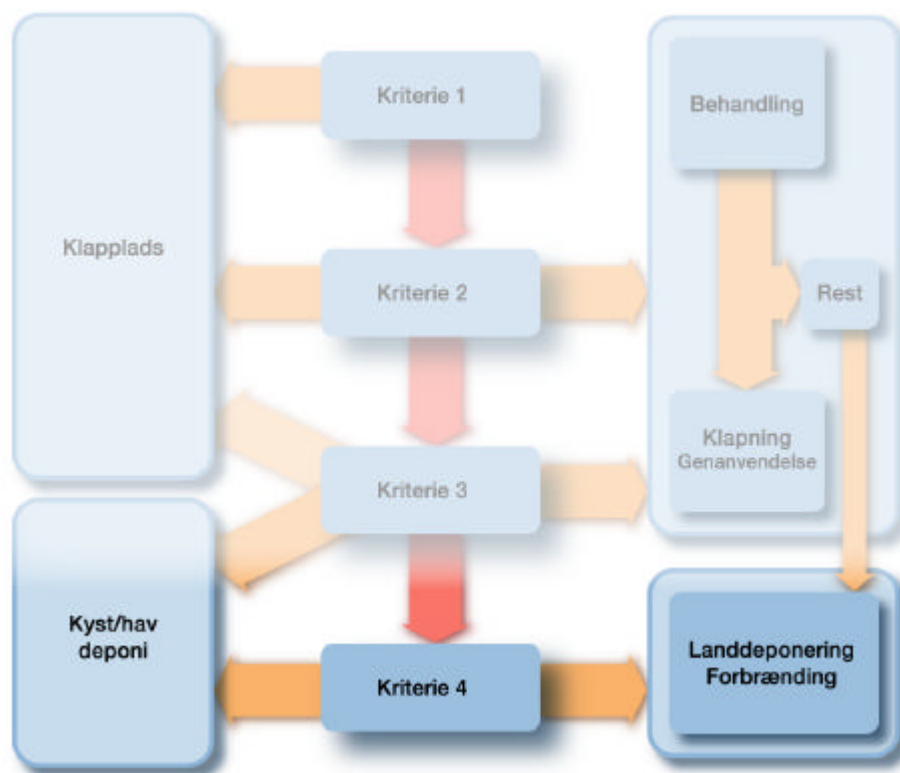 Kriterie 1
Behandling
Klapplads
Kriterie 2
Rest
Klapning
Genanvendelse
Kriterie 3
Kyst/hav
deponi
Kriterie 4
Landdeponering
Forbrænding